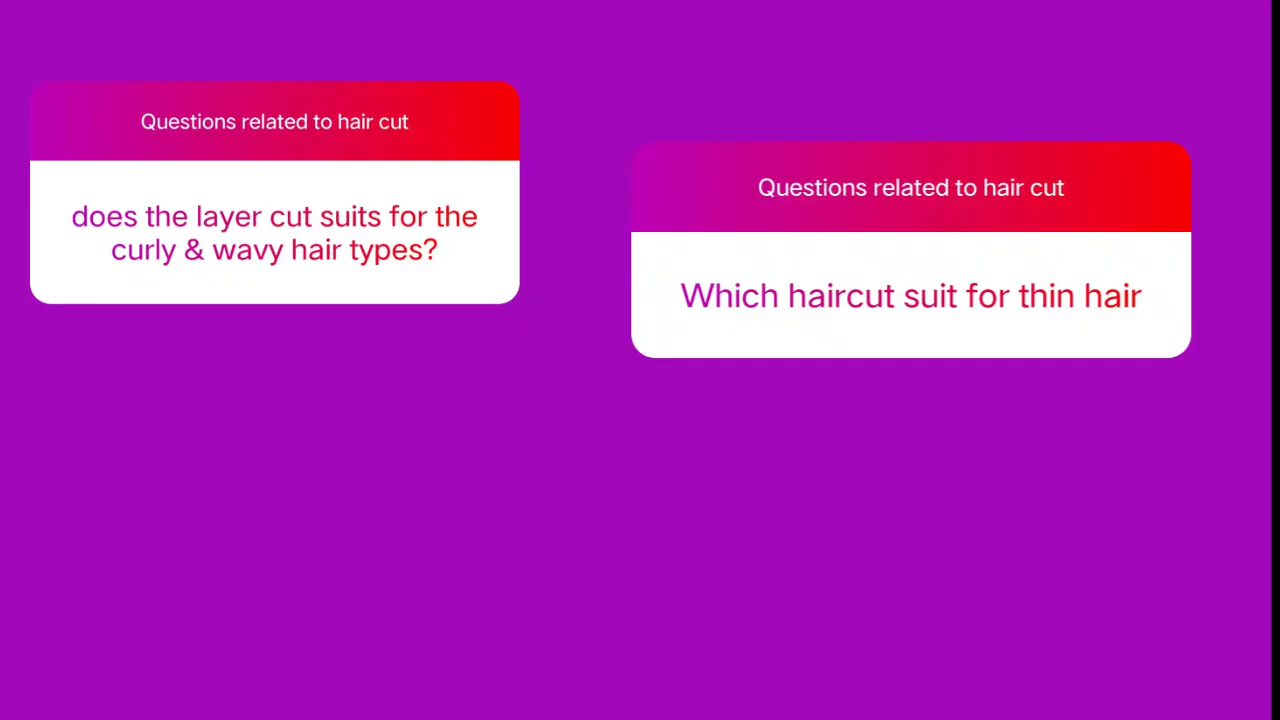 Questions related to hair cut
does the layer cut suits for the
curly & wavy hair types?
Questions related to hair cut
Which haircut suit for thin hair